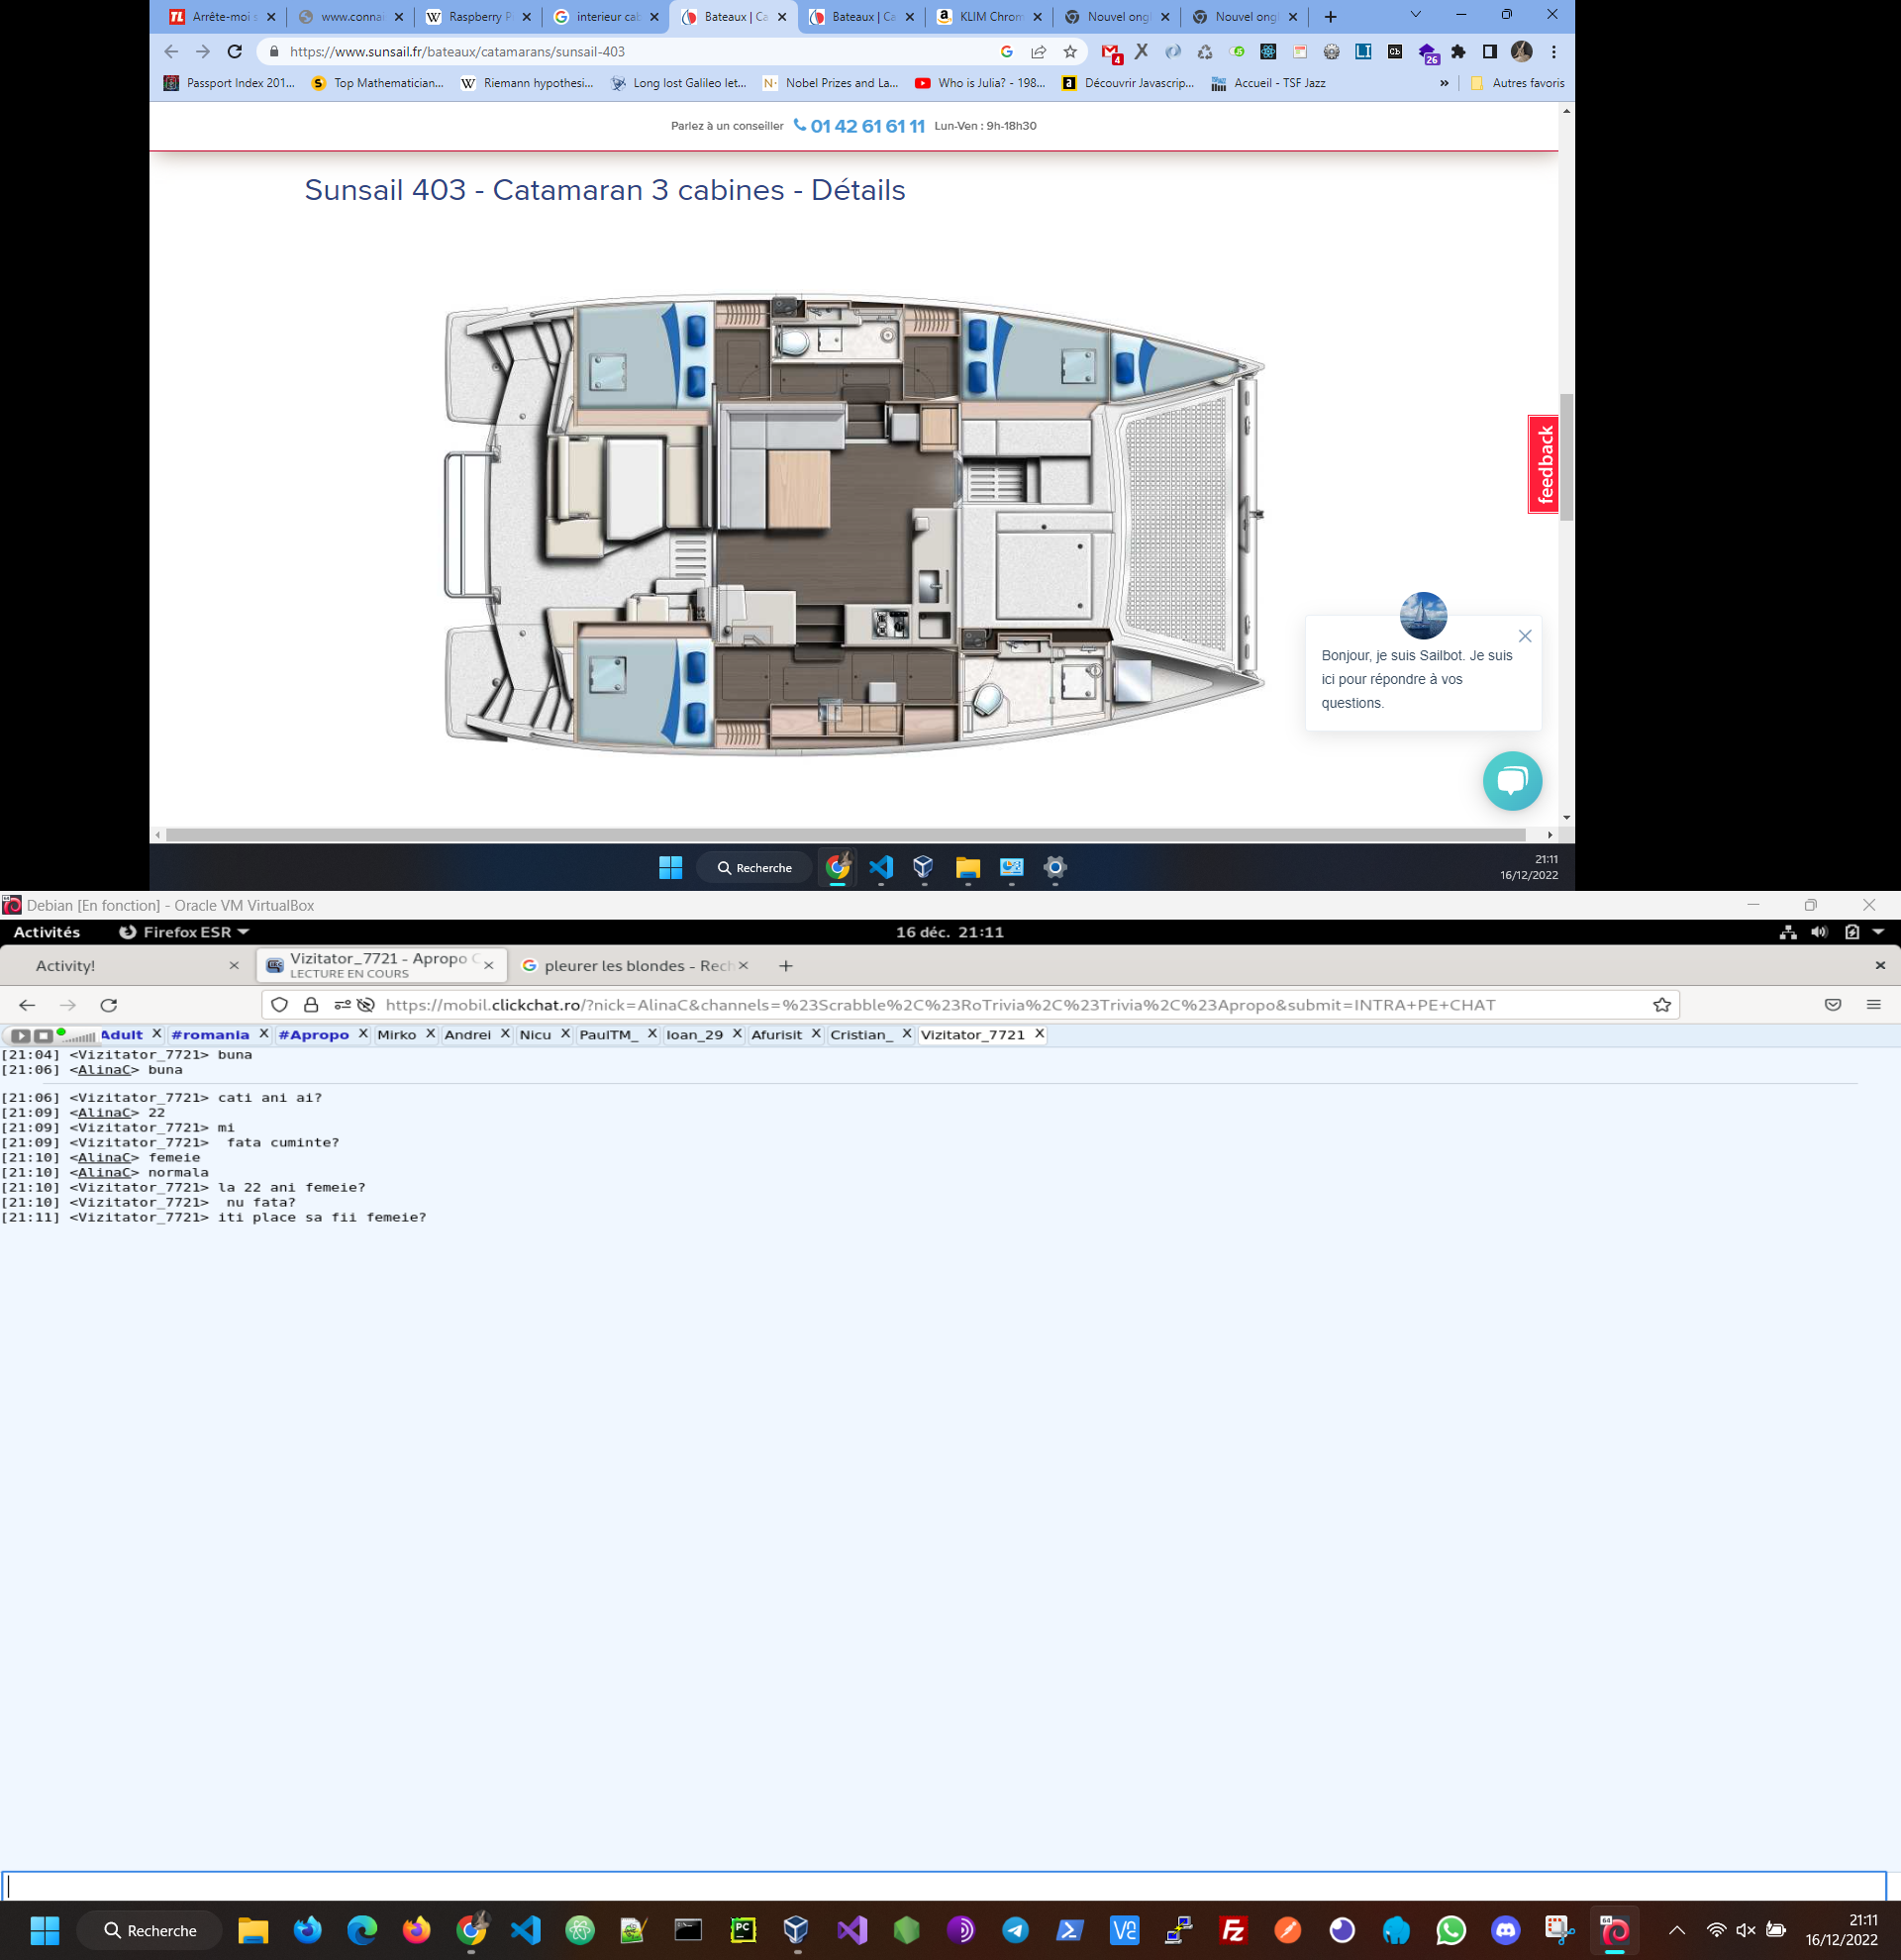 Arrête-moi s
www.connai
Raspberry P
interieur cab
Bateaux | Ca
Bateaux | Ca
KLIM Chrom
Nouvel ong
Nouvel ong
https://www.sunsail.fr/bateaux/catamarans/sunsail-403
4
26
Passport Index 201...
Top Mathematician...
Riemann hypothesi...
Long lost Galileo let...
Nobel Prizes and La...
Who is Julia? - 198...
Découvrir Javascrip...
Accueil - TSF Jazz
»
Autres favoris
Parlez à un conseiller 01 42 61 61 11 Lun-Ven : 9h-18h30
Sunsail 403 - Catamaran 3 cabines - Détails
feedback
Bonjour, je suis Sailbot. Je suis
ici pour répondre à vos
questions.
Recherche
21:11
16/12/2022
Debian [En fonction] - Oracle VM VirtualBox
Activités Firefox ESR 16 déc. 21:11
Activity!
Vizitator_7721 - Apropo C
LECTURE EN COURS
pleurer les blondes - Rech
https://mobil.clickchat.ro/?nick=AlinaC&channels=%23Scrabble%2C%23RoTrivia%2C%23Trivia%2C%23Apropo&submit=INTRA+PE+CHAT
Adult X #romania X #Apropo X Mirko X Andrei X Nicu X PaulTM_ X Ioan_29 X Afurisit X Cristian_ X Vizitator_7721 X
[21:04] <Vizitator_7721> buna
[21:06] <AlinaC> buna
[21:06] <Vizitator_7721> cati ani ai?
[21:09] <AlinaC> 22
[21:09] <Vizitator_7721> mi
[21:09] <Vizitator_7721> fata cuminte?
[21:10] <AlinaC> femeie
[21:10] <AlinaC> normala
[21:10] <Vizitator_7721> la 22 ani femeie?
[21:10] <Vizitator_7721> nu fata?
[21:11] <Vizitator_7721> iti place sa fii femeie?
Recherche
21:11
16/12/2022